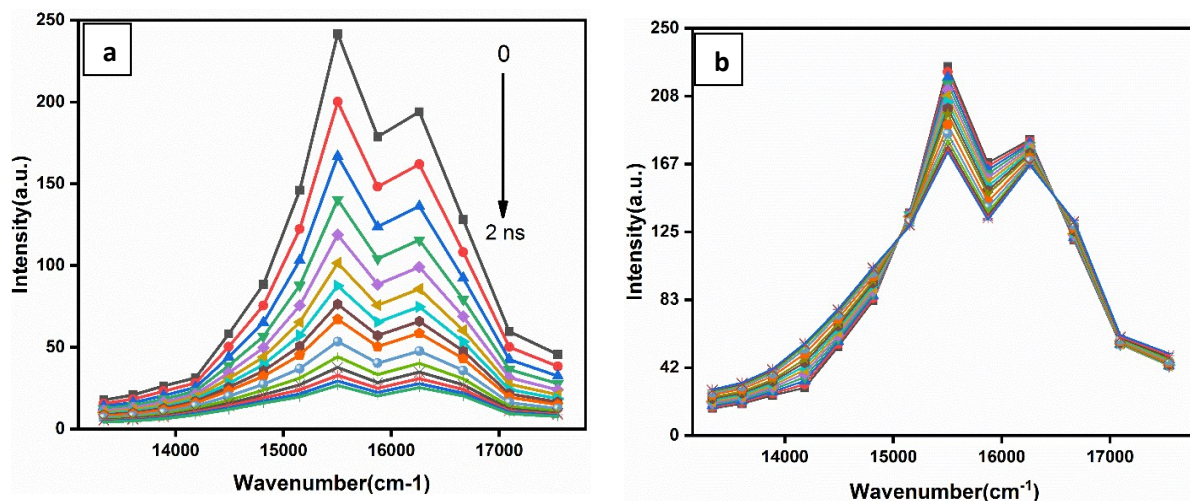 a
250
200
150
100
50
0
0
2 ns
14000 15000 16000 17000
Intensity(a.u.)
Wavenumber(cm-1)
b
250
208
167
125
83
42
0
14000 15000 16000 17000
Intensity(a.u.)
Wavenumber(cm⁻¹)